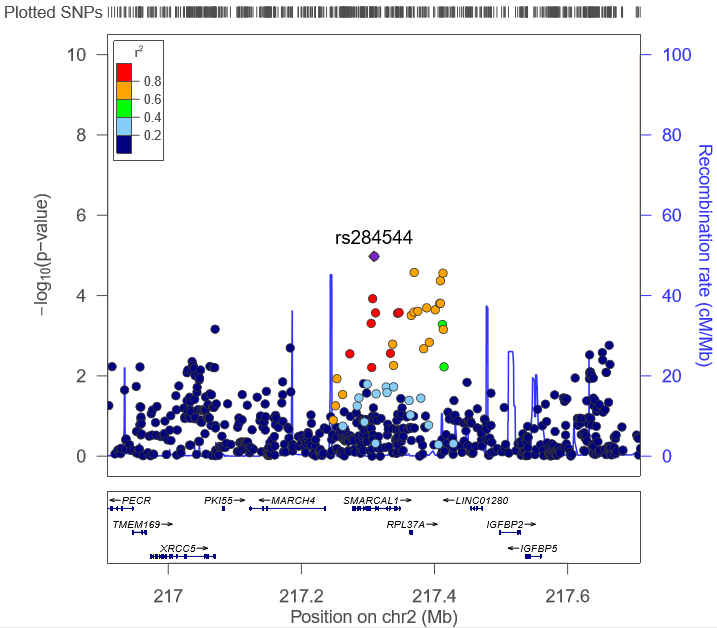 Plotted SNPs
r²
0.8
0.6
0.4
0.2
rs284544
10
8
6
4
2
0
−log10(p−value)
100
80
60
40
20
0
Recombination rate (cM/Mb)
←PECR
PKI55→
←MARCH4
SMARCAL1→
←LINC01280
TMEM169→
RPL37A→
IGFBP2→
XRCC5→
←IGFBP5
217
217.2
217.4
217.6
Position on chr2 (Mb)